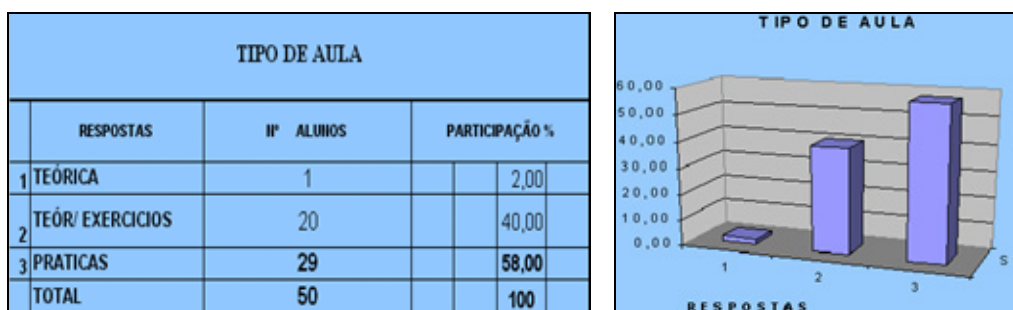 TIPO DE AULA
RESPOSTAS Nº ALUNOS PARTICIPAÇÃO %
1 TEÓRICA 1 2,00
2 TEÓR/ EXERCICIOS 20 40,00
3 PRATICAS 29 58,00
TOTAL 50 100
TIPO DE AULA
60,00
50,00
40,00
30,00
20,00
10,00
0,00
1 2 3 S
RESPOSTAS